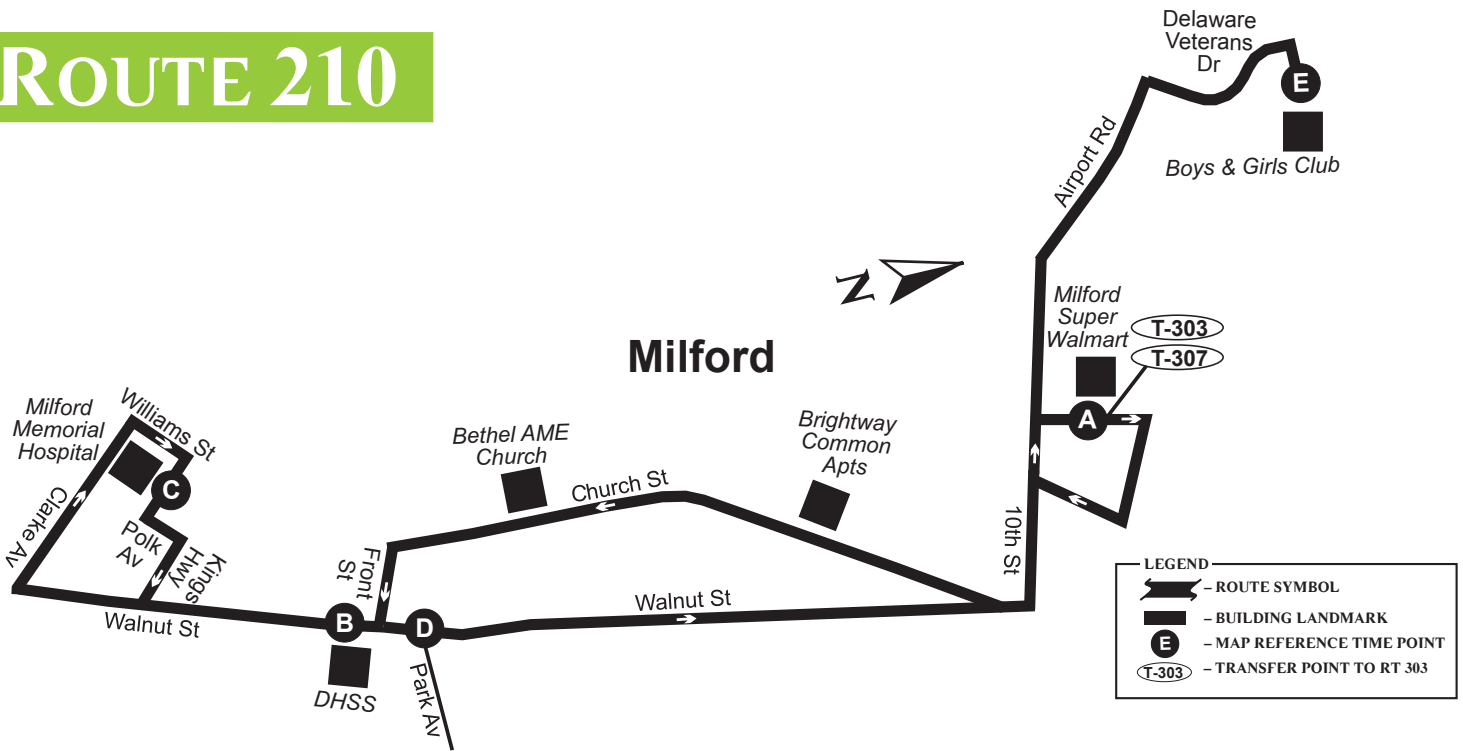 ROUTE 210
Delaware
Veterans
Dr
E
Boys & Girls Club
Airport Rd
N
Milford
Super
Walmart
T-303
T-307
A
Milford
Milford
Memorial
Hospital
Williams St
C
Clarke Av
Polk
Av
Kings
Hwy
Walnut St
Bethel AME
Church
Church St
Brightway
Common
Apts
10th St
Front
St
B
D
DHSS
Park Av
Walnut St
LEGEND
– ROUTE SYMBOL
– BUILDING LANDMARK
E – MAP REFERENCE TIME POINT
T-303 – TRANSFER POINT TO RT 303